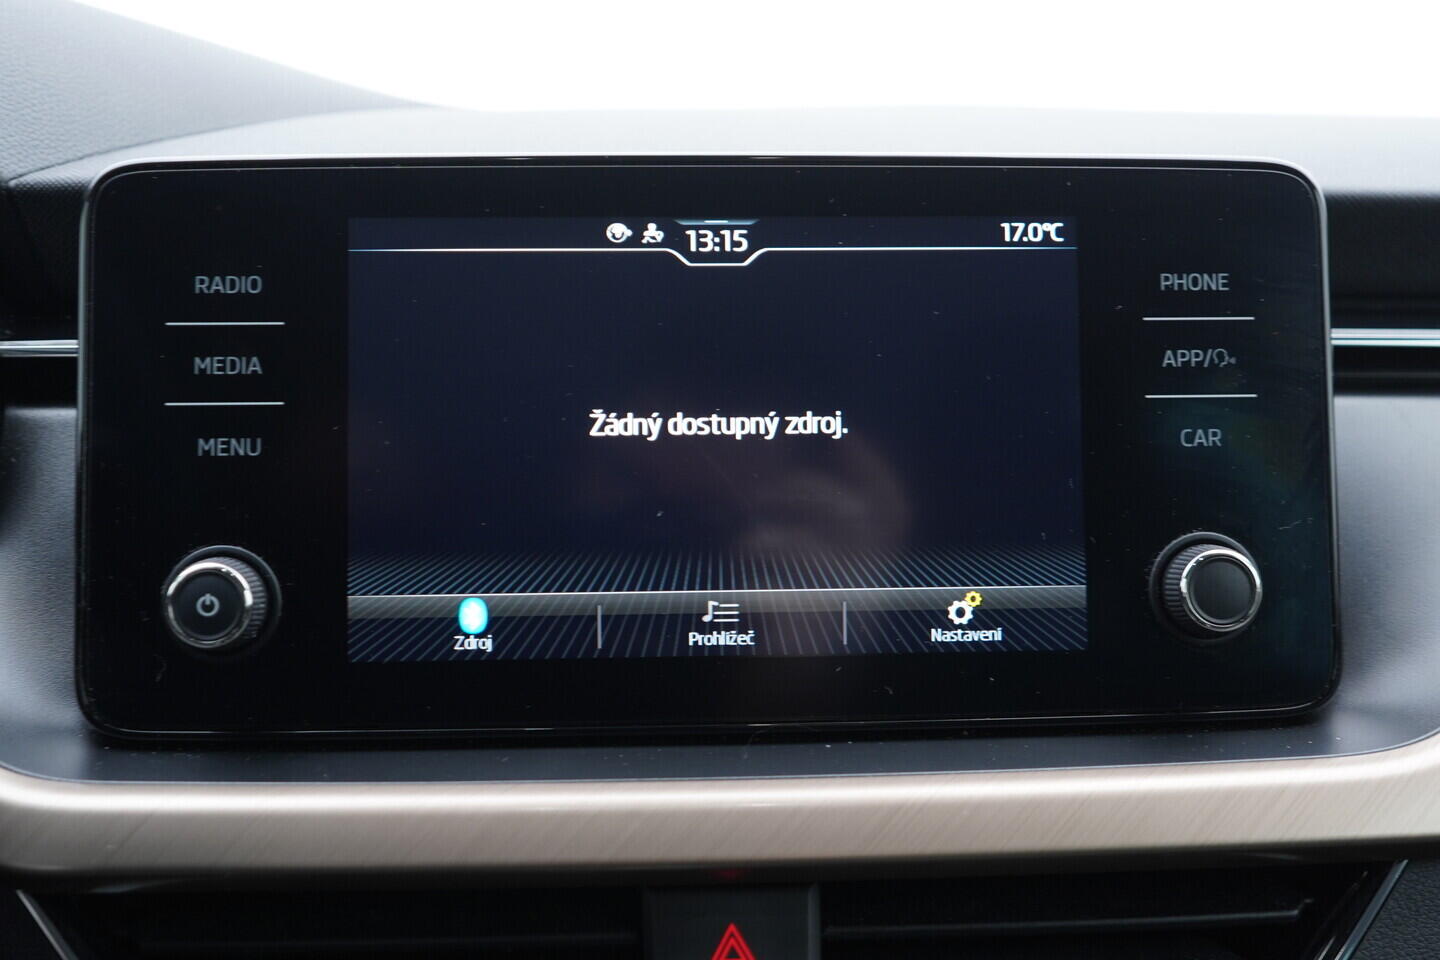 13:15
17.0°C
RADIO
MEDIA
MENU
Žádný dostupný zdroj.
PHONE
APP/
CAR
Zdroj
Prohlížeč
Nastavení